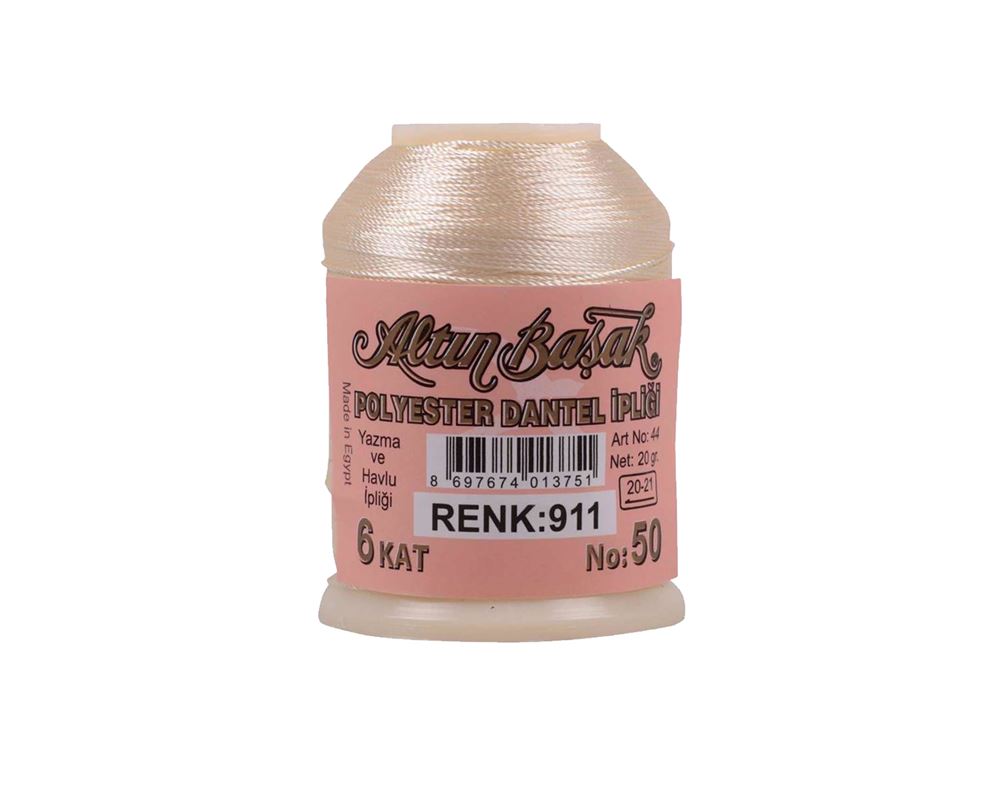 Altın Başak
POLYESTER DANTEL İPLİĞİ
Made in Egypt
Yazma
ve
Havlu
İpliği
8 697674 013751
Art No: 44
Net: 20 gr.
20-21
RENK:911
6 KAT
No: 50